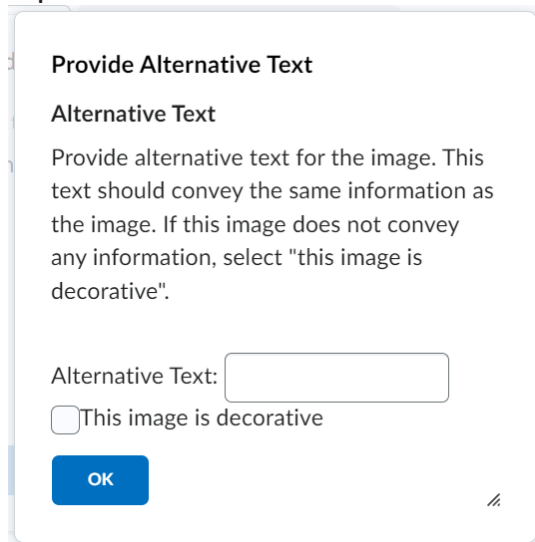 Provide Alternative Text
Alternative Text
Provide alternative text for the image. This
text should convey the same information as
the image. If this image does not convey
any information, select "this image is
decorative".
Alternative Text:
This image is decorative
OK